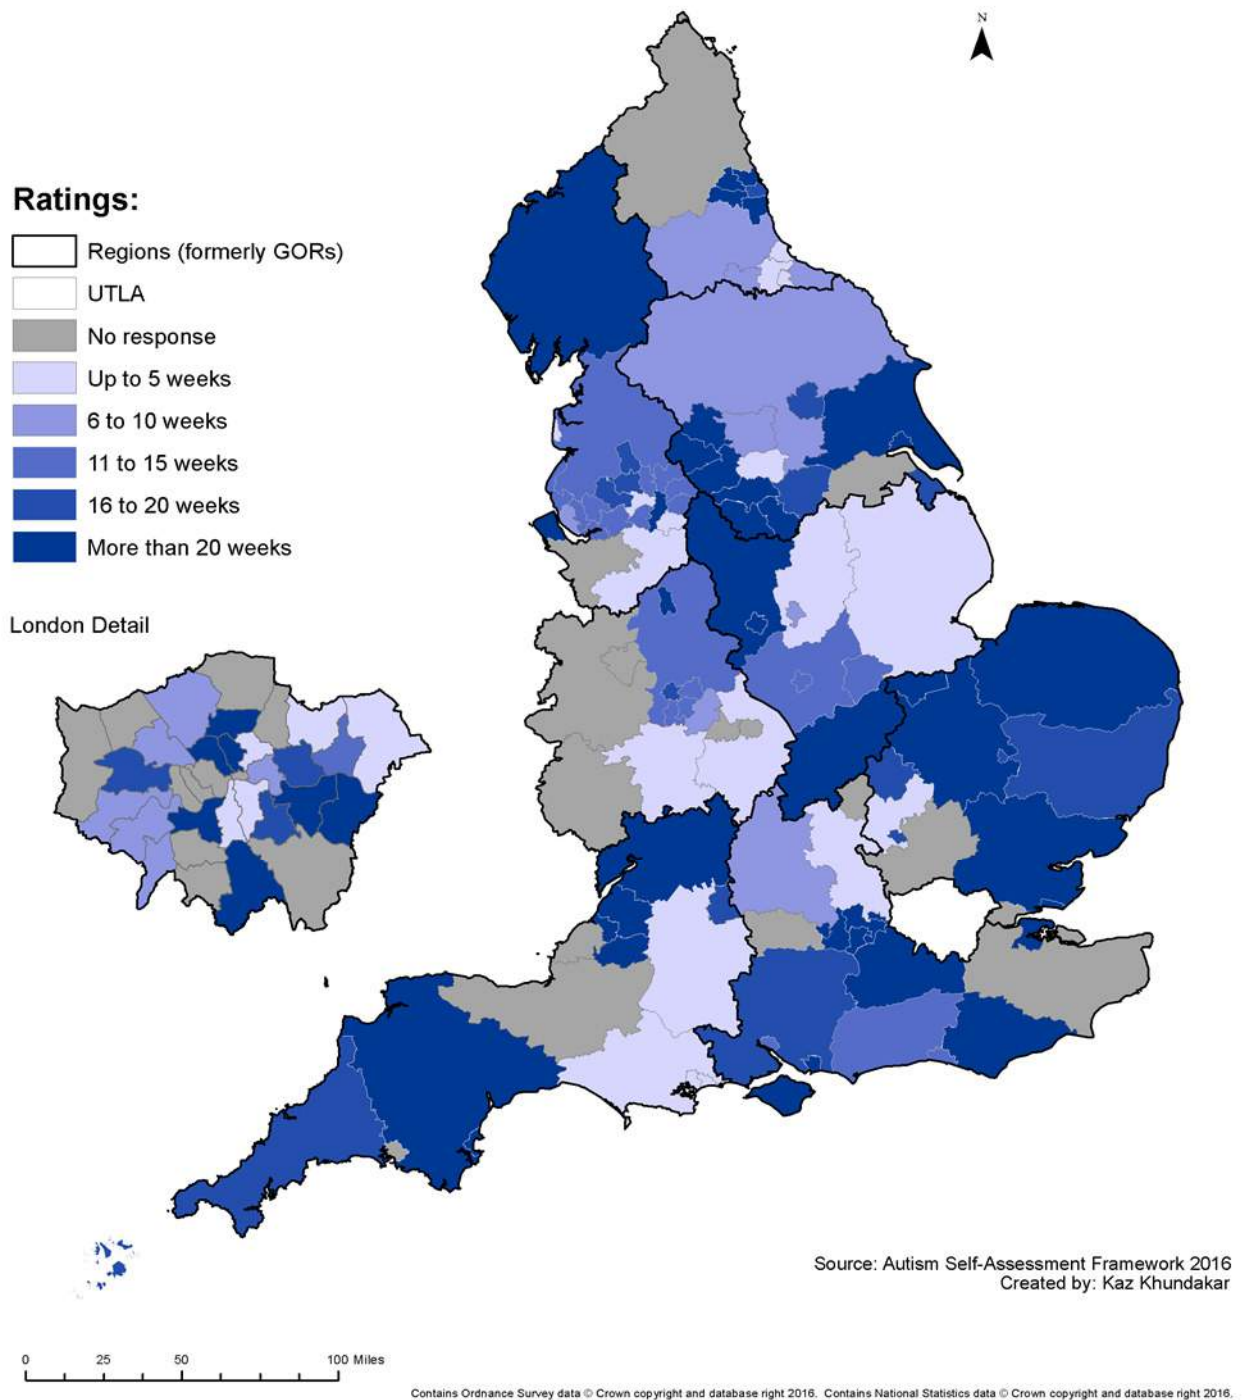 N
Ratings:
Regions (formerly GORs)
UTLA
No response
Up to 5 weeks
6 to 10 weeks
11 to 15 weeks
16 to 20 weeks
More than 20 weeks
London Detail
Source: Autism Self-Assessment Framework 2016
Created by: Kaz Khundakar
0 25 50 100 Miles
Contains Ordnance Survey data © Crown copyright and database right 2016. Contains National Statistics data © Crown copyright and database right 2016.